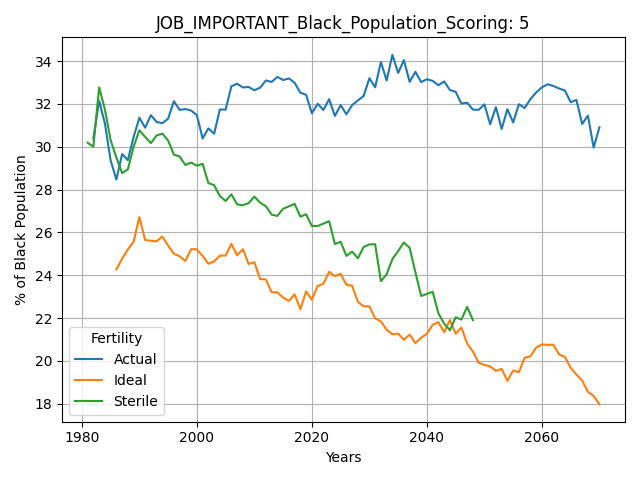 JOB_IMPORTANT_Black_Population_Scoring: 5
% of Black Population
34
32
30
28
26
24
22
20
18
Fertility
Actual
Ideal
Sterile
1980 2000 2020 2040 2060
Years